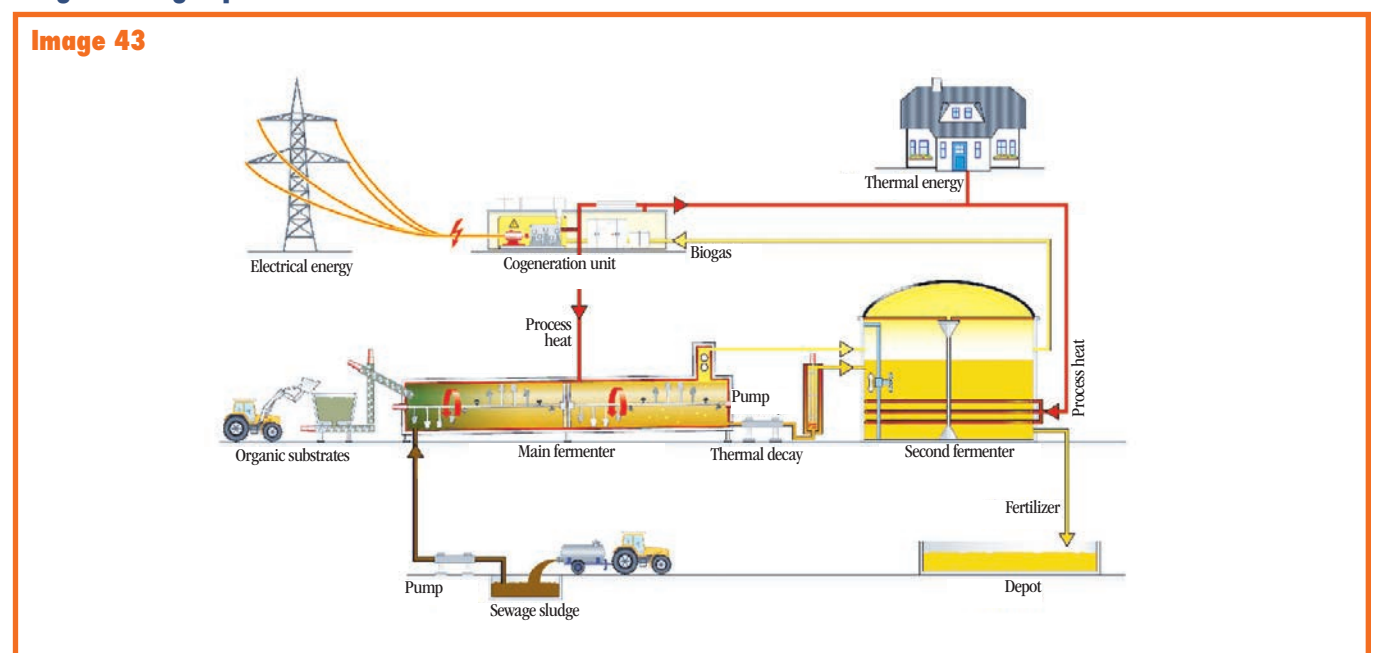 Image 43
Thermal energy
Electrical energy
Cogeneration unit
Biogas
Process
heat
Process heat
Pump
Organic substrates
Main fermenter
Thermal decay
Second fermenter
Fertilizer
Pump
Sewage sludge
Depot